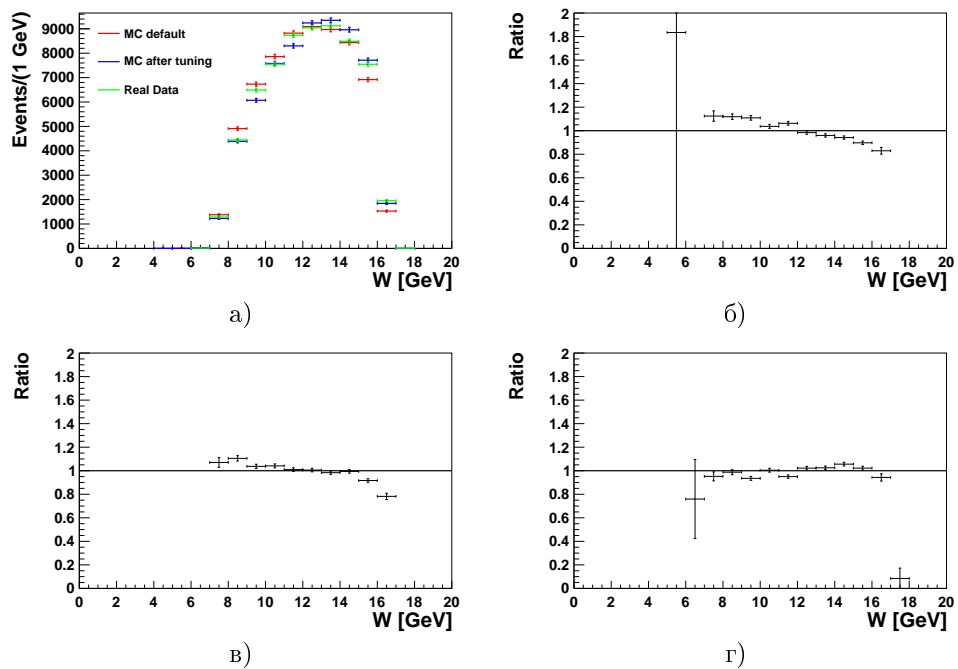 Events/(1 GeV)
9000
8000
7000
6000
5000
4000
3000
2000
1000
0
MC default
MC after tuning
Real Data
0 2 4 6 8 10 12 14 16 18 20
W [GeV]
а)
Ratio
2
1.8
1.6
1.4
1.2
1
0.8
0.6
0.4
0.2
0
0 2 4 6 8 10 12 14 16 18 20
W [GeV]
б)
Ratio
2
1.8
1.6
1.4
1.2
1
0.8
0.6
0.4
0.2
0
0 2 4 6 8 10 12 14 16 18 20
W [GeV]
в)
Ratio
2
1.8
1.6
1.4
1.2
1
0.8
0.6
0.4
0.2
0
0 2 4 6 8 10 12 14 16 18 20
W [GeV]
г)